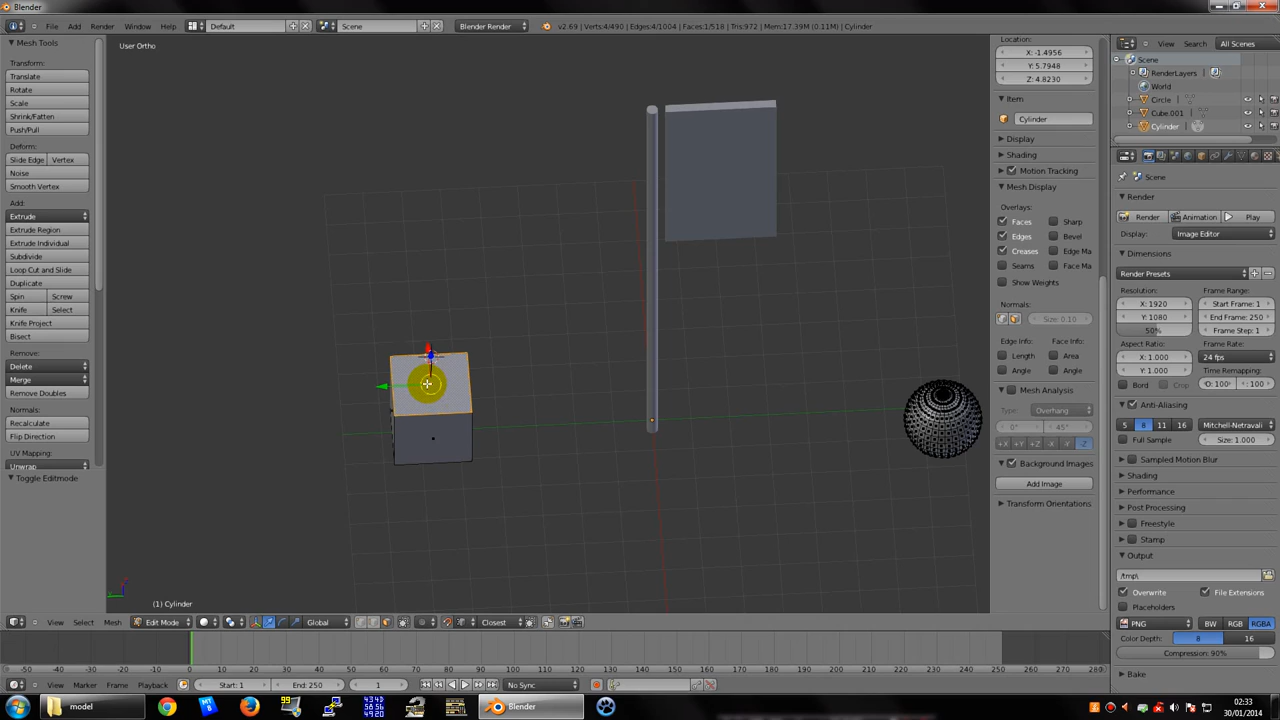 Blender
File Add Render Window Help Default Scene Blender Render v2.69 | Verts:4/490 | Edges:4/1004 | Faces:1/518 | Tris:972 | Mem:17.39M (0.11M) | Cylinder
Mesh Tools
Transform:
Translate
Rotate
Scale
Shrink/Fatten
Push/Pull
Deform:
Slide Edge Vertex
Noise
Smooth Vertex
Add:
Extrude
Extrude Region
Extrude Individual
Subdivide
Loop Cut and Slide
Duplicate
Spin Screw
Knife Select
Knife Project
Bisect
Remove:
Delete
Merge
Remove Doubles
Normals:
Recalculate
Flip Direction
UV Mapping:
Unwrap
Toggle Editmode
User Ortho
(1) Cylinder
Location:
X: -1.4956
Y: 5.7948
Z: 4.8230
Item
Cylinder
Display
Shading
Motion Tracking
Mesh Display
Overlays:
Faces Sharp
Edges Bevel
Creases Edge Ma
Seams Face Ma
Show Weights
Normals:
Size: 0.10
Edge Info: Face Info:
Length Area
Angle Angle
Mesh Analysis
Type: Overhang
0° 45°
+X +Y +Z -X -Y -Z
Background Images
Add Image
Transform Orientations
View Search All Scenes
Scene
RenderLayers
World
Circle
Cube.001
Cylinder
Scene
Render
Render Animation Play
Display: Image Editor
Dimensions
Render Presets
Resolution: Frame Range:
X: 1920 Start Frame: 1
Y: 1080 End Frame: 250
50% Frame Step: 1
Aspect Ratio: Frame Rate:
X: 1.000 24 fps
Y: 1.000 Time Remapping:
Bord Crop O: 100 : 100
Anti-Aliasing
5 8 11 16 Mitchell-Netravali
Full Sample Size: 1.000
Sampled Motion Blur
Shading
Performance
Post Processing
Freestyle
Stamp
Output
/tmp\
Overwrite File Extensions
Placeholders
PNG BW RGB RGBA
Color Depth: 8 16
Compression: 90%
Bake
View Select Mesh Edit Mode Global Closest
-50 -40 -30 -20 -10 0 10 20 30 40 50 60 70 80 90 100 110 120 130 140 150 160 170 180 190 200 210 220 230 240 250 260 270 280
View Marker Frame Playback Start: 1 End: 250 1 No Sync
model Blender
02:33
30/01/2014